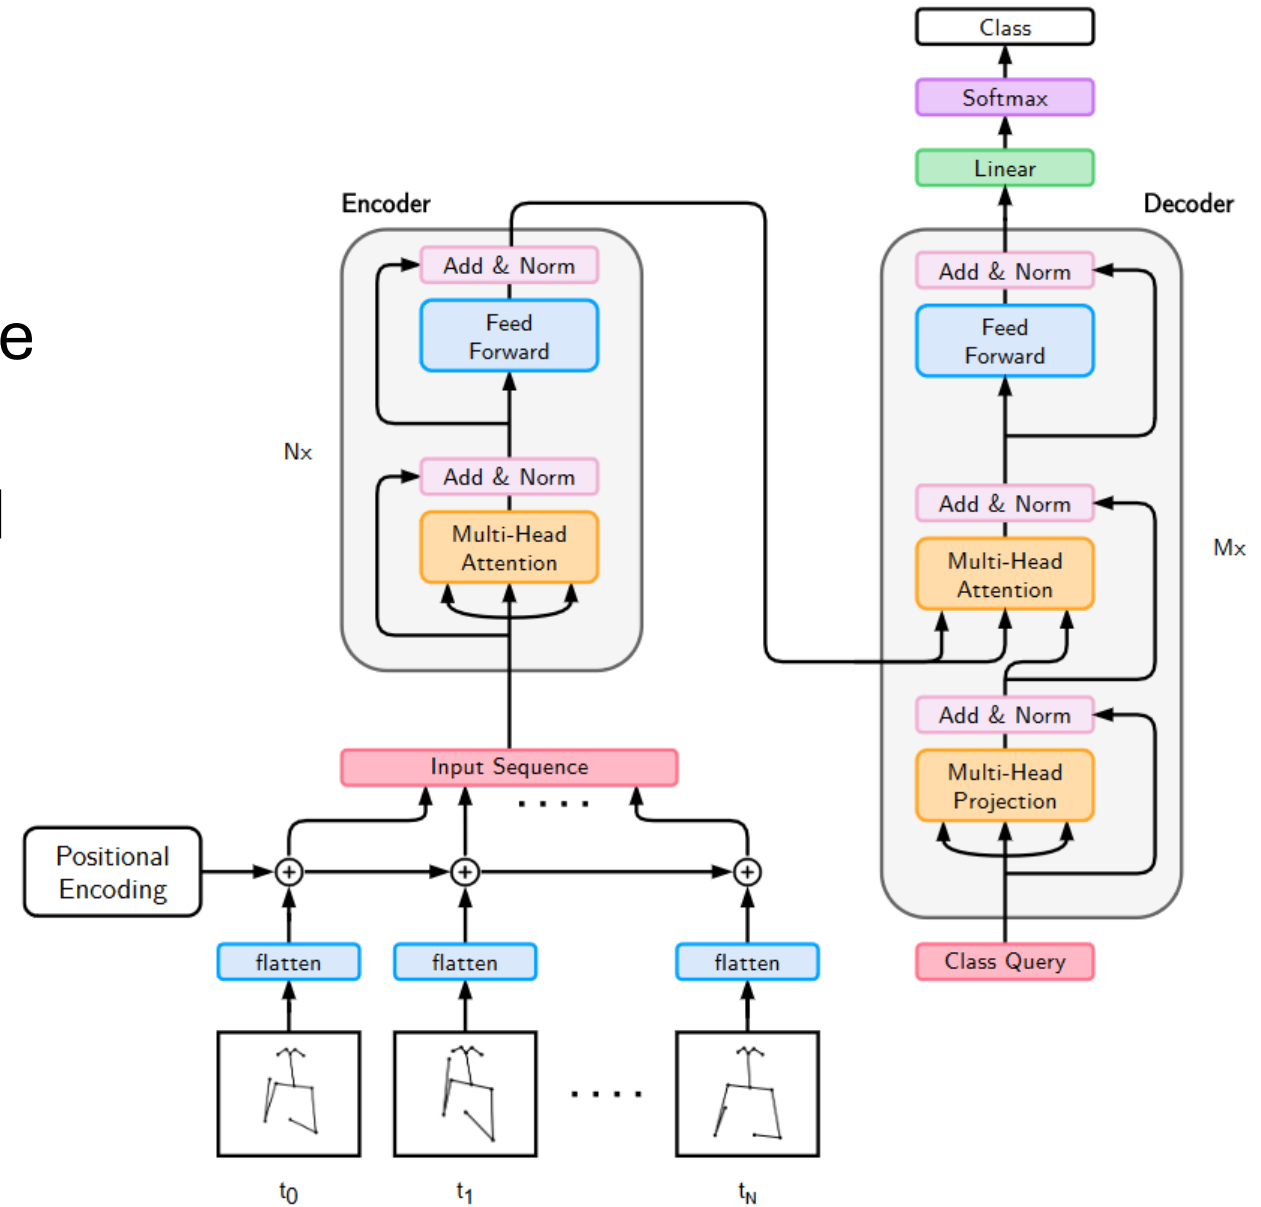 Class
Softmax
Linear
Encoder
Decoder
Add & Norm
Feed
Forward
Nx
Add & Norm
Multi-Head
Attention
Add & Norm
Feed
Forward
Add & Norm
Multi-Head
Attention
Mx
Add & Norm
Multi-Head
Projection
Class Query
Input Sequence
. . . .
Positional
Encoding
+
+
+
flatten
flatten
flatten
. . . .
t0
t1
tN
e